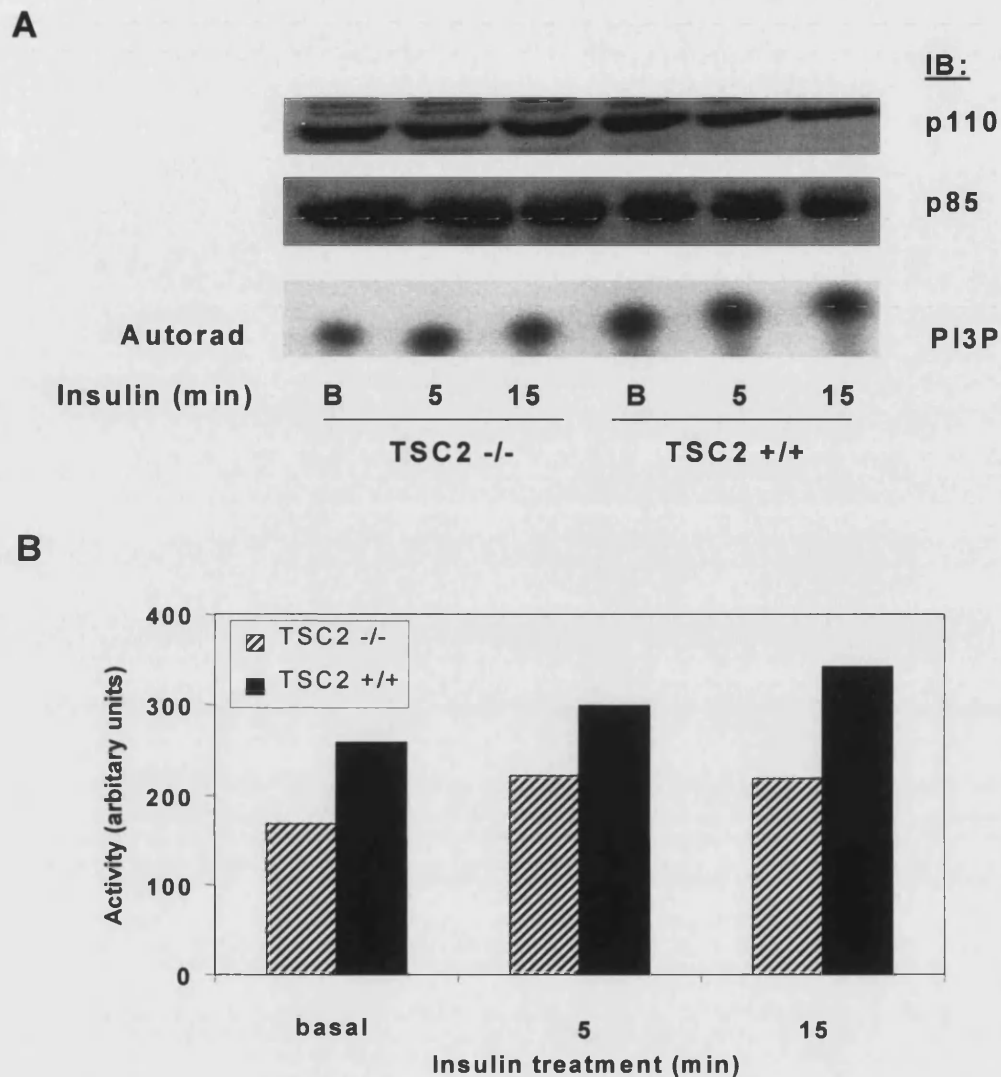 A
IB:
p110
p85
Autorad
PI3P
Insulin (min)
B 5 15 B 5 15
TSC2 -/- TSC2 +/+
B
400
300
200
100
0
Activity (arbitary units)
TSC2 -/-
TSC2 +/+
basal 5 15
Insulin treatment (min)